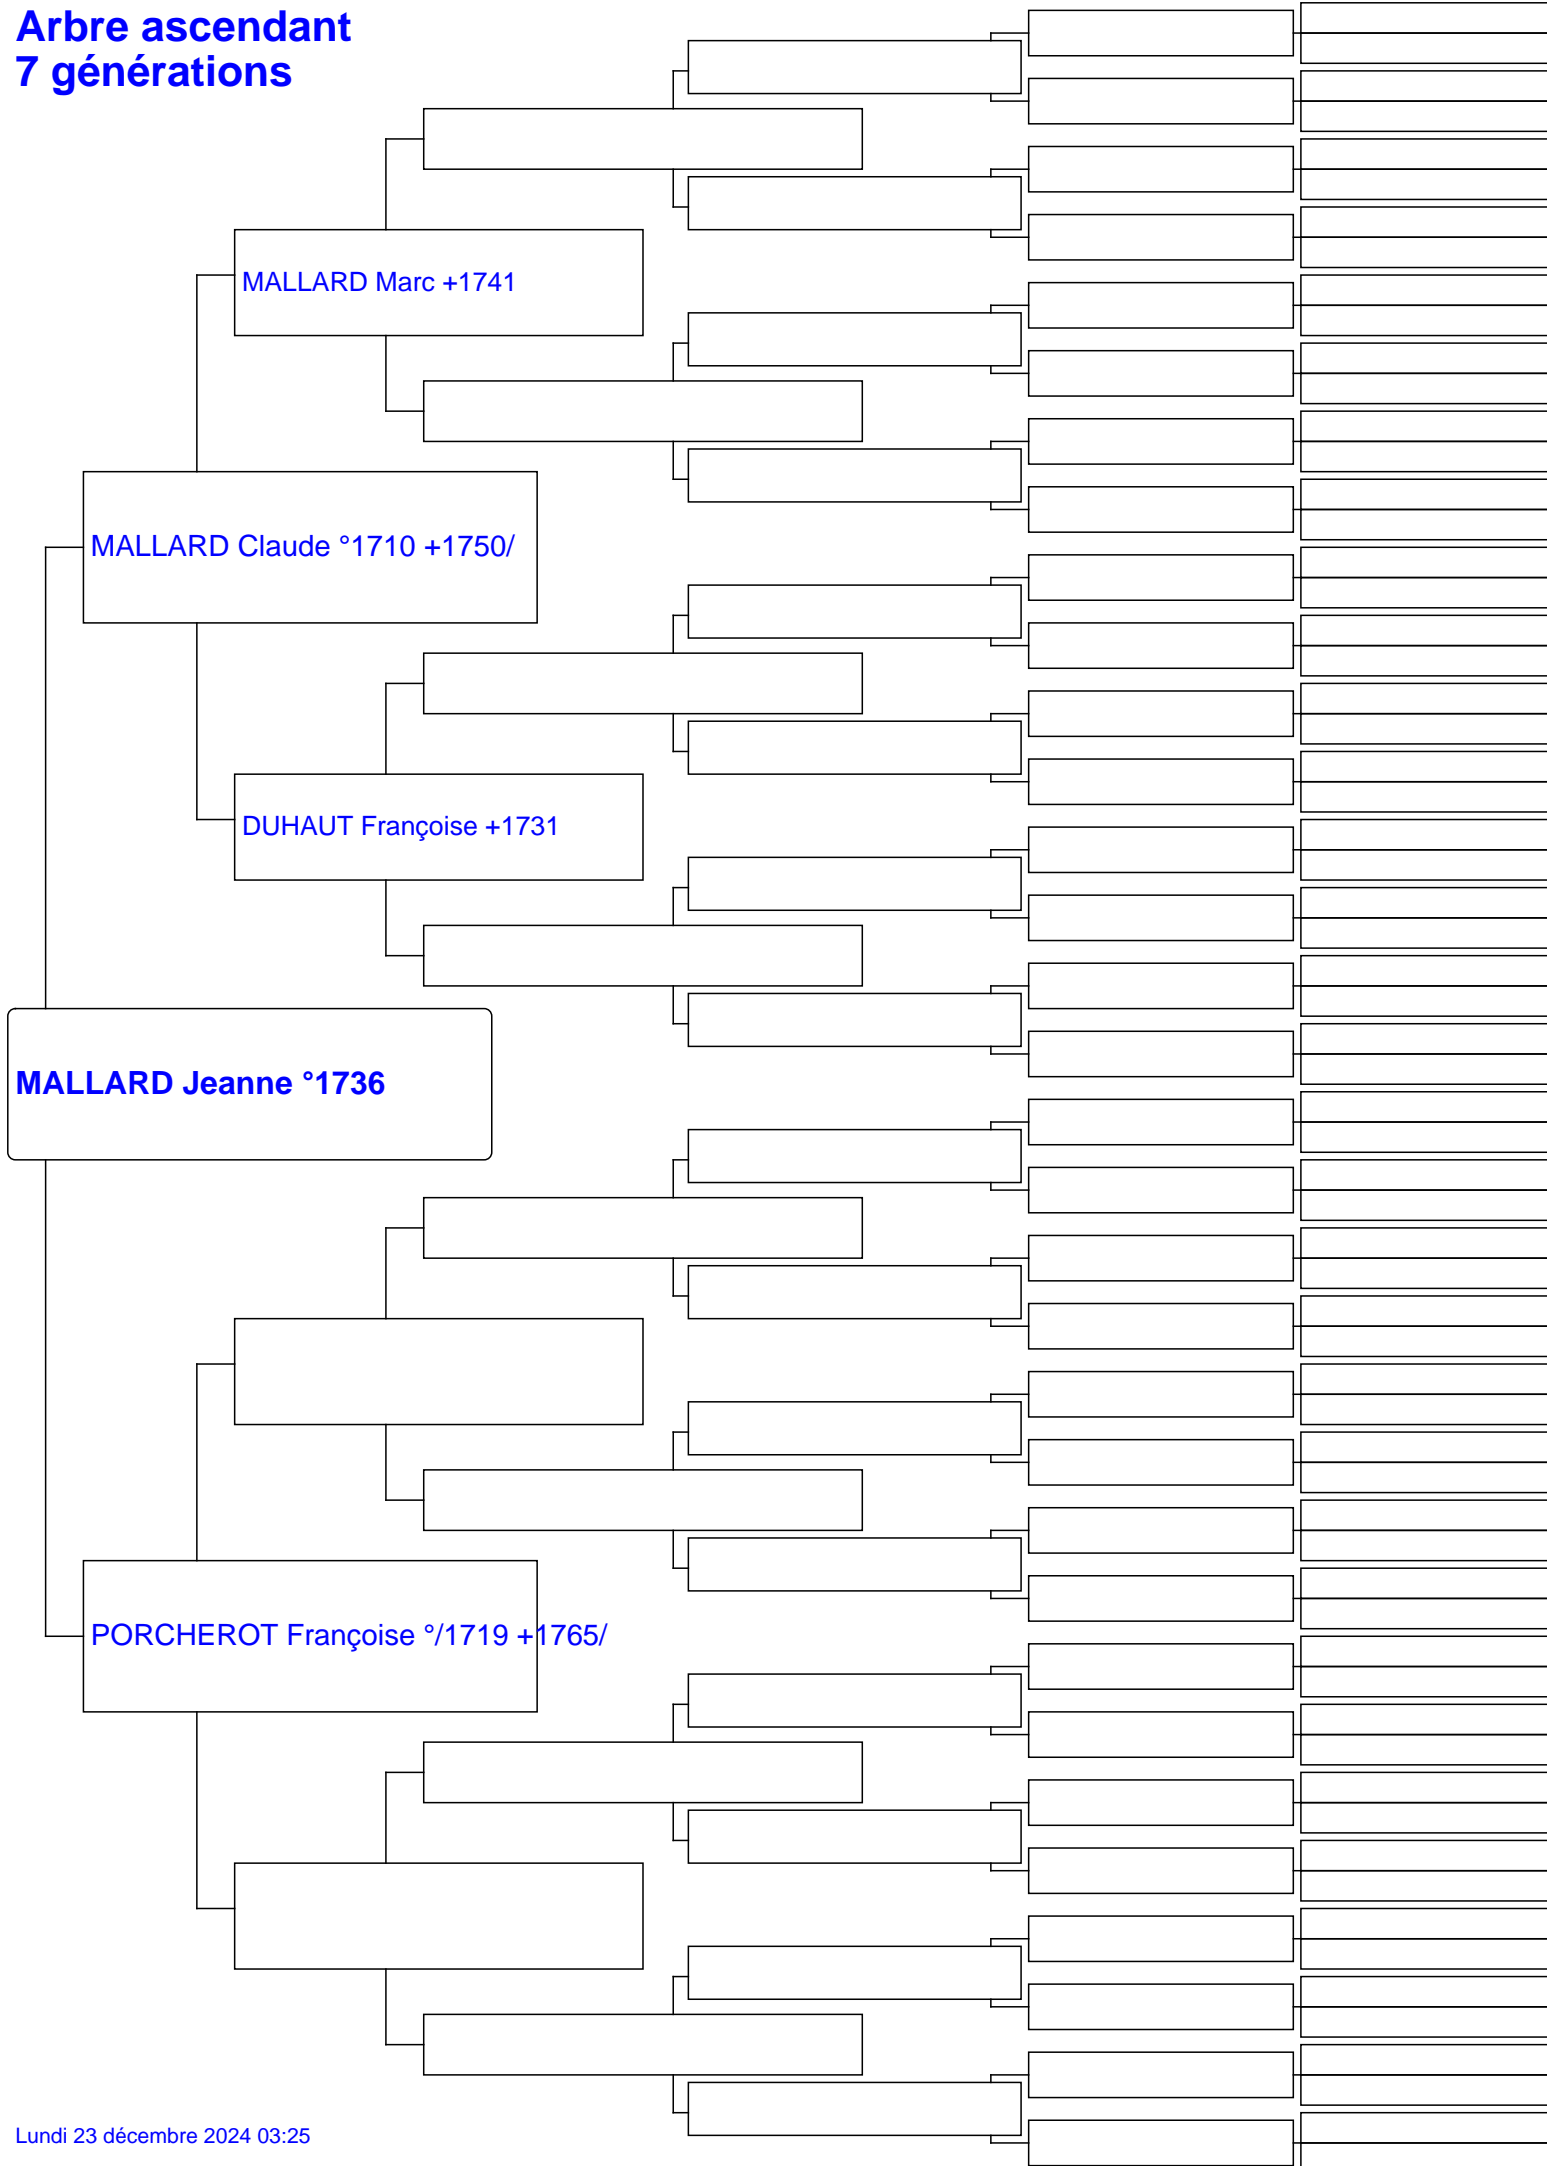 Arbre ascendant
7 générations
MALLARD Marc +1741
MALLARD Claude °1710 +1750/
DUHAUT Françoise +1731
MALLARD Jeanne °1736
PORCHEROT Françoise °/1719 +1765/
Lundi 23 décembre 2024 03:25